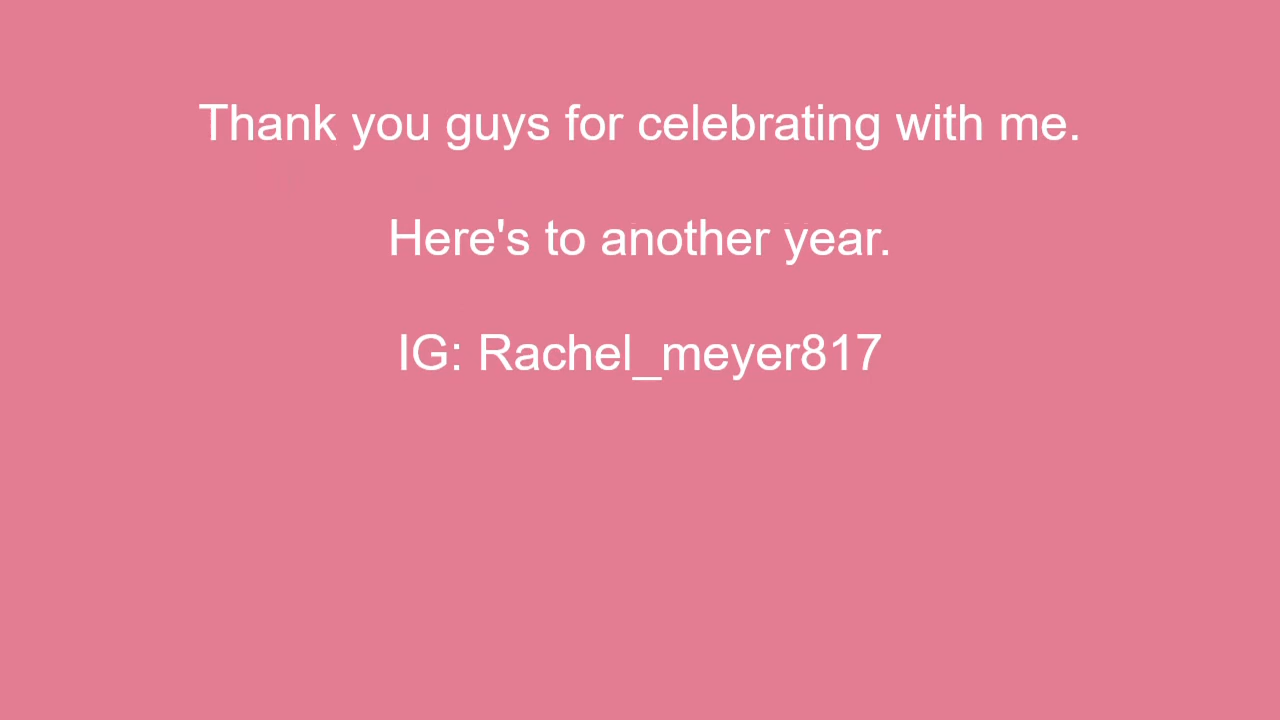 Thank you guys for celebrating with me.
Here's to another year.
IG: Rachel_meyer817